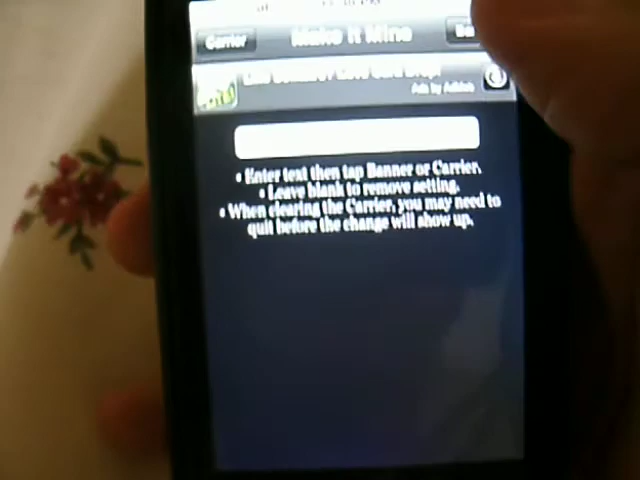 Carrier Make It Mine Ba
Ads by AdMob
• Enter text then tap Banner or Carrier.
• Leave blank to remove setting.
• When clearing the Carrier, you may need to
quit before the change will show up.